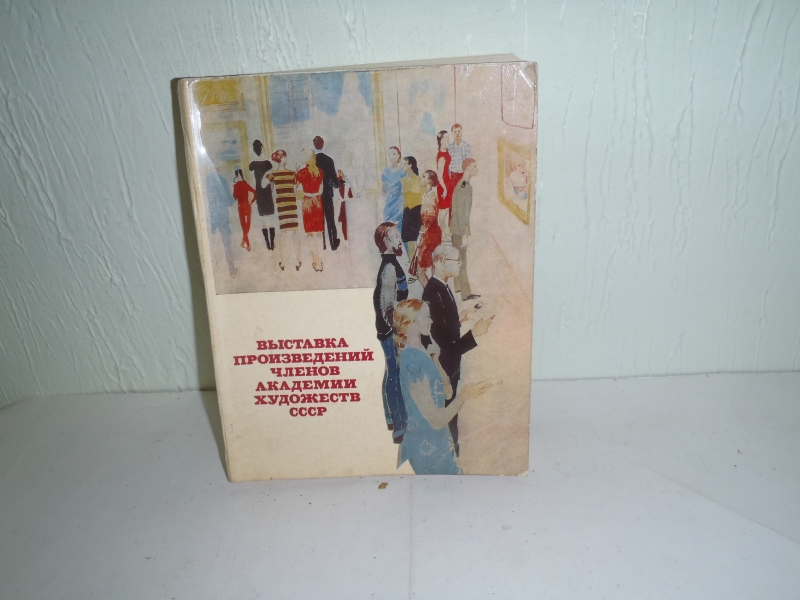 ВЫСТАВКА
ПРОИЗВЕДЕНИЙ
ЧЛЕНОВ
АКАДЕМИИ
ХУДОЖЕСТВ
СССР